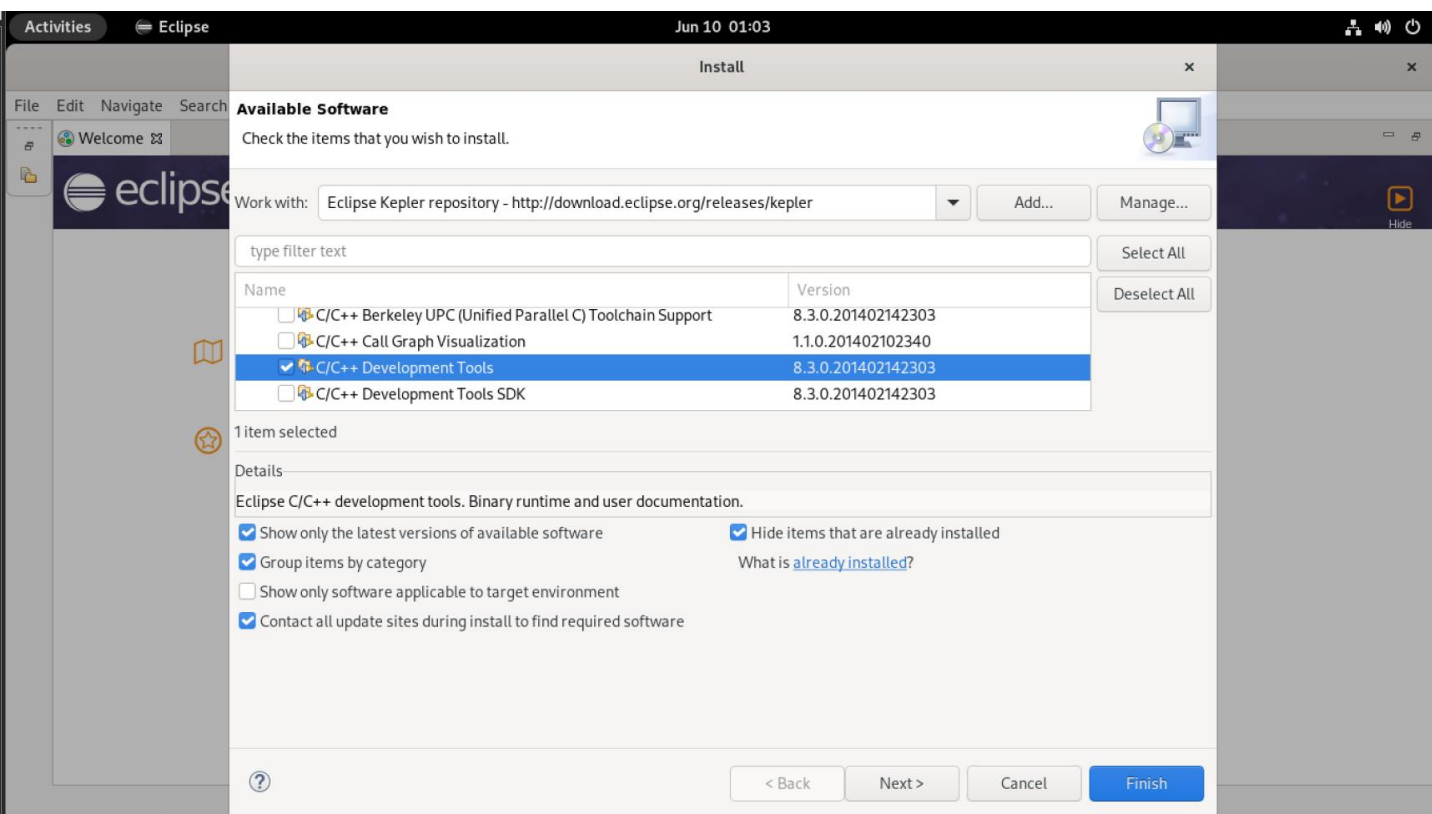 Activities Eclipse Jun 10 01:03
Install
File Edit Navigate Search
Available Software
Check the items that you wish to install.
Welcome
eclipse
Work with: Eclipse Kepler repository - http://download.eclipse.org/releases/kepler Add... Manage...
Hide
type filter text Select All
Name Version Deselect All
C/C++ Berkeley UPC (Unified Parallel C) Toolchain Support 8.3.0.201402142303
C/C++ Call Graph Visualization 1.1.0.201402102340
C/C++ Development Tools 8.3.0.201402142303
C/C++ Development Tools SDK 8.3.0.201402142303
1 item selected
Details
Eclipse C/C++ development tools. Binary runtime and user documentation.
Show only the latest versions of available software Hide items that are already installed
Group items by category What is already installed?
Show only software applicable to target environment
Contact all update sites during install to find required software
? < Back Next > Cancel Finish